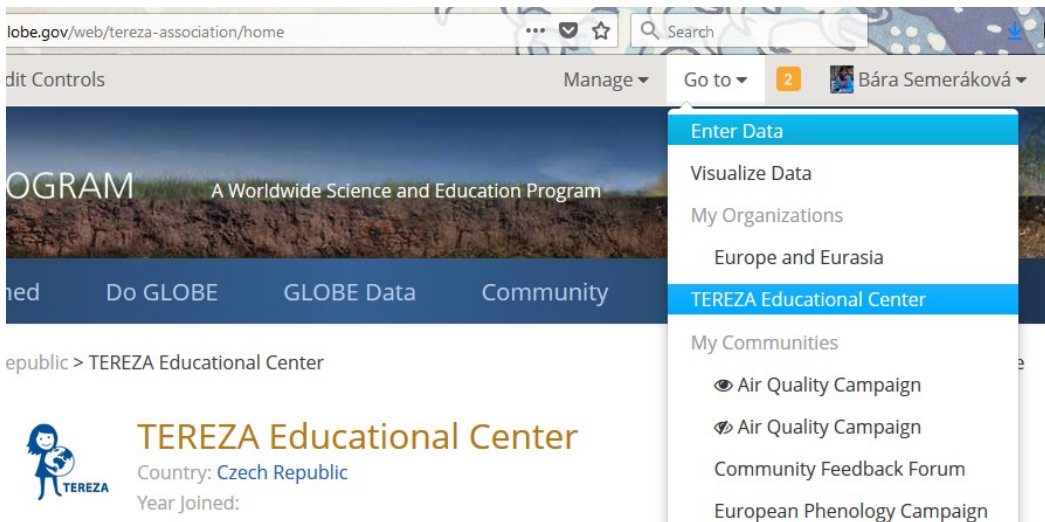 lobe.gov/web/tereza-association/home
Search
dit Controls
Manage
Go to
2
Bára Semeráková
Enter Data
Visualize Data
My Organizations
Europe and Eurasia
TEREZA Educational Center
My Communities
Air Quality Campaign
Air Quality Campaign
Community Feedback Forum
European Phenology Campaign
OGRAM
A Worldwide Science and Education Program
Do GLOBE
GLOBE Data
Community
epublic > TEREZA Educational Center
TEREZA
TEREZA Educational Center
Country: Czech Republic
Year Joined: